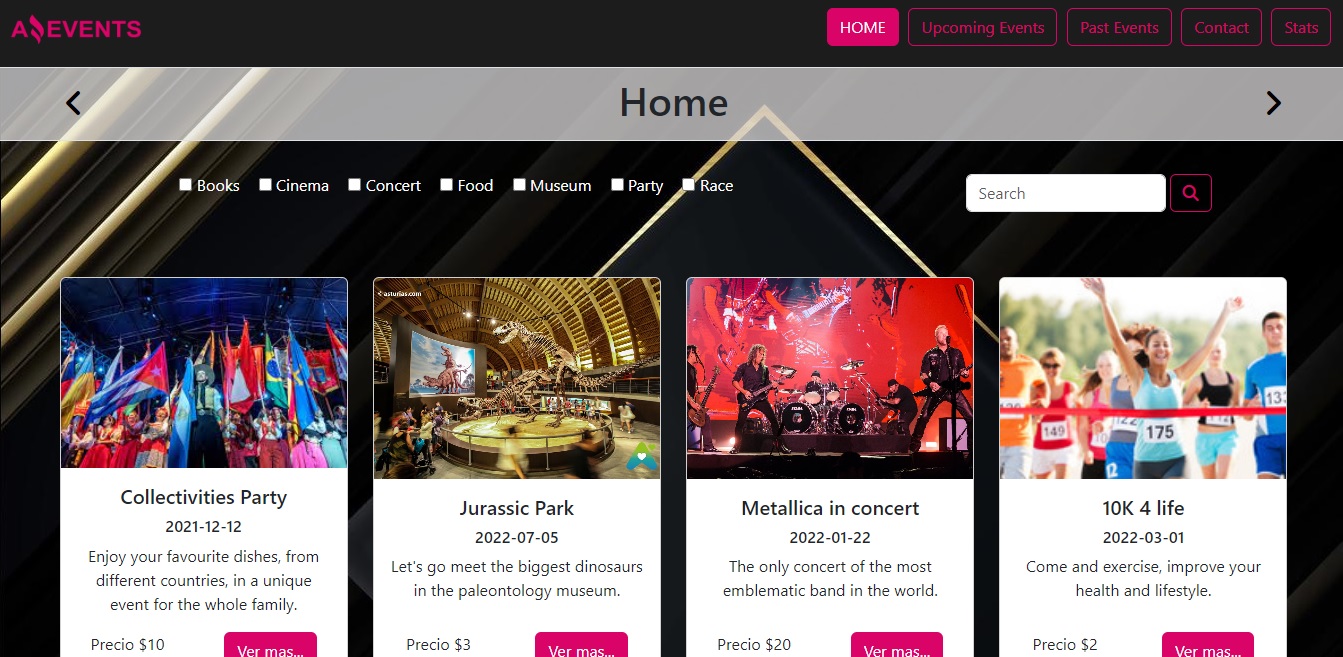 A EVENTS
HOME
Upcoming Events
Past Events
Contact
Stats
Home
Books
Cinema
Concert
Food
Museum
Party
Race
Search
Collectivities Party
2021-12-12
Enjoy your favourite dishes, from
different countries, in a unique
event for the whole family.
Precio $10
Ver mas...
asturias.com
Jurassic Park
2022-07-05
Let's go meet the biggest dinosaurs
in the paleontology museum.
Precio $3
Ver mas...
Metallica in concert
2022-01-22
The only concert of the most
emblematic band in the world.
Precio $20
Ver mas...
149
175
10K 4 life
2022-03-01
Come and exercise, improve your
health and lifestyle.
Precio $2
Ver mas...